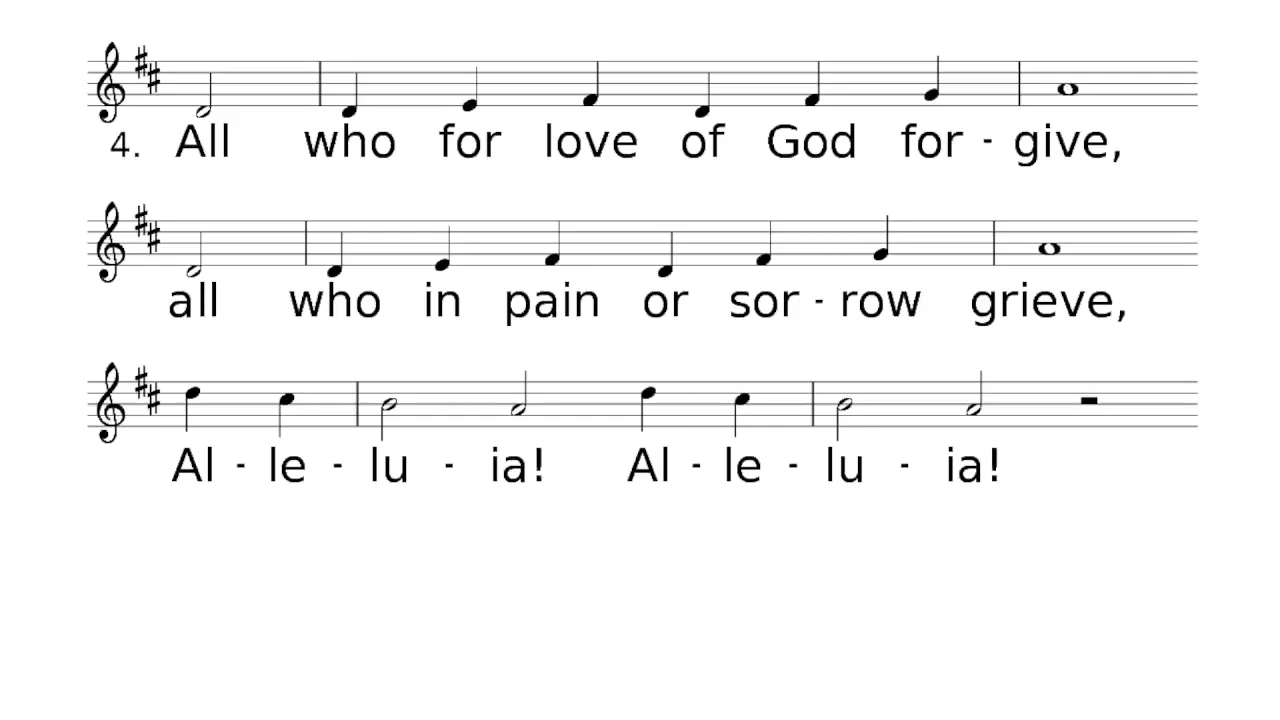 4. All who for love of God for - give,
all who in pain or sor - row grieve,
Al - le - lu - ia! Al - le - lu - ia!